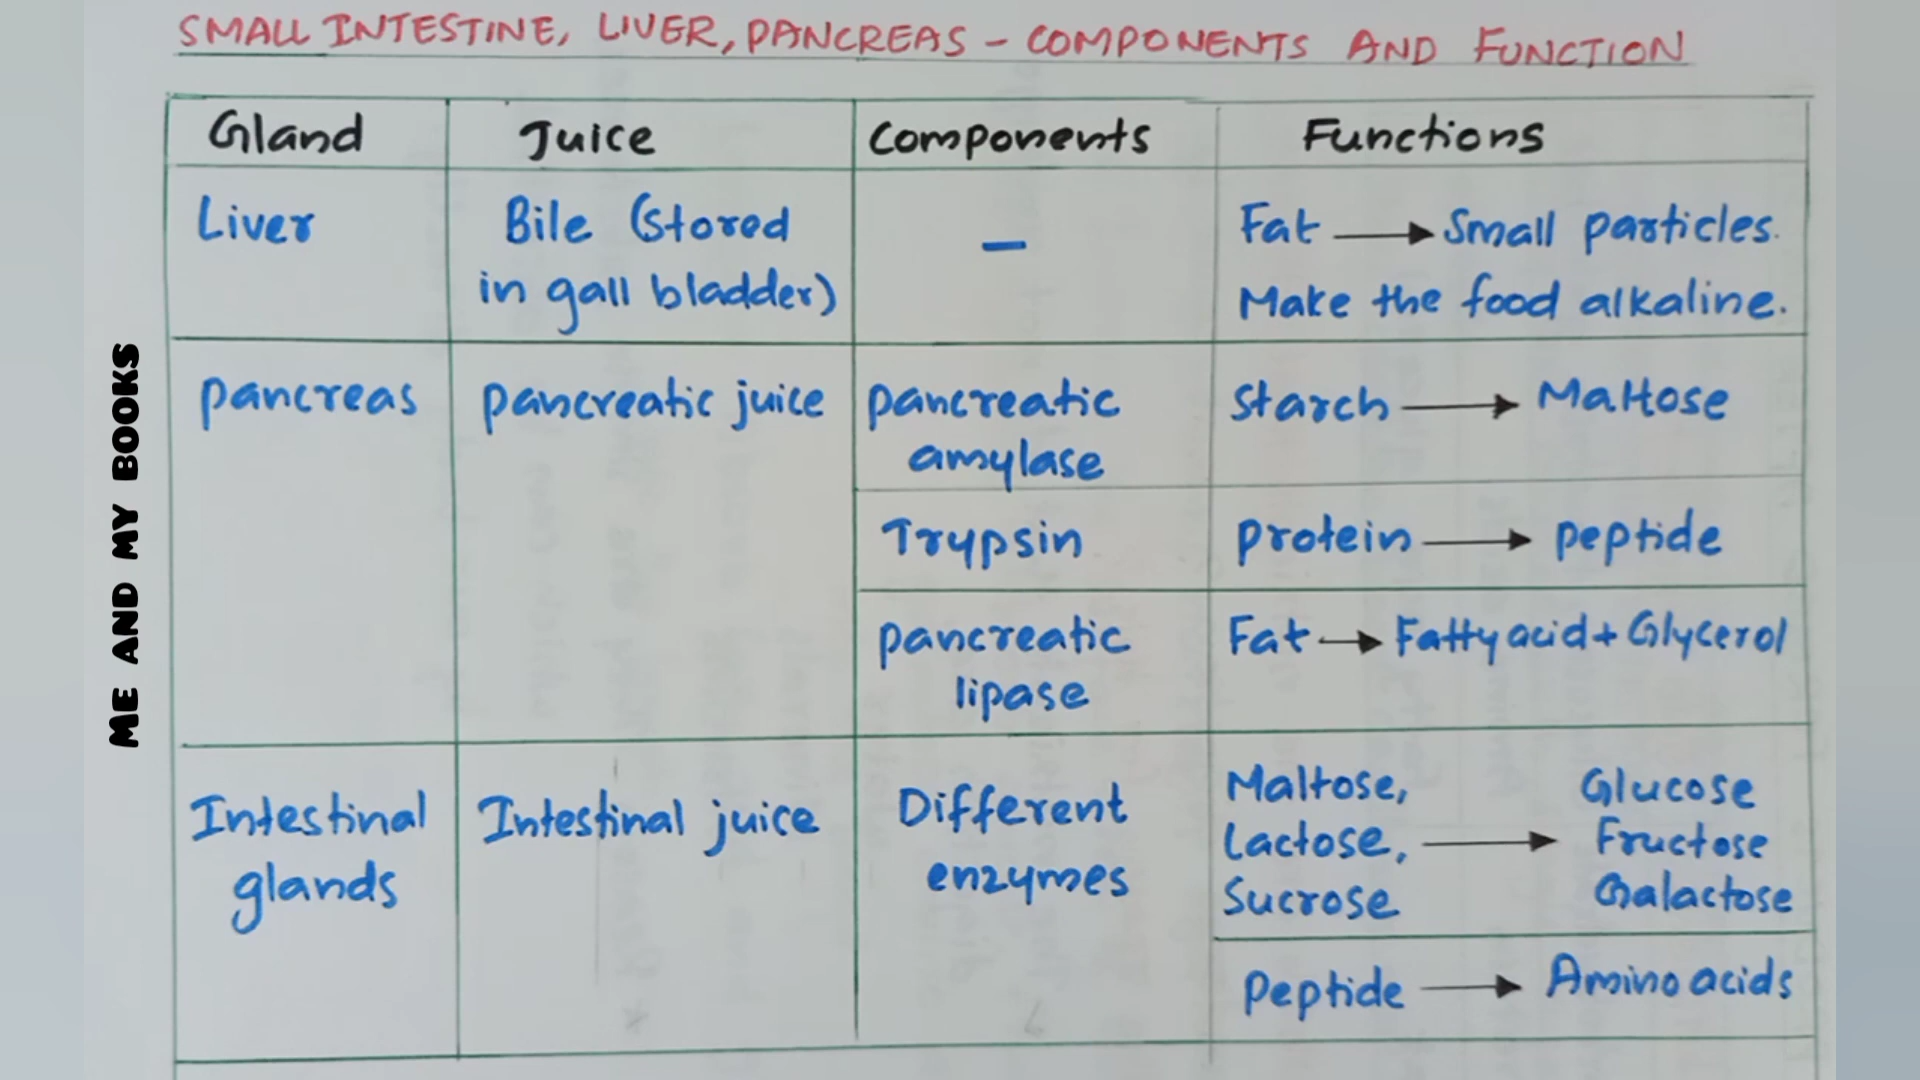 SMALL INTESTINE, LIVER, PANCREAS - COMPONENTS AND FUNCTION
Gland Juice Components Functions
Liver Bile (stored in gall bladder) - Fat → Small particles.
Make the food alkaline.
pancreas pancreatic juice pancreatic amylase Starch → Maltose
Trypsin protein → peptide
pancreatic lipase Fat → Fatty acid + Glycerol
Intestinal glands Intestinal juice Different enzymes Maltose, Lactose, Sucrose → Glucose Fructose Galactose
Peptide → Amino acids
ME AND MY BOOKS